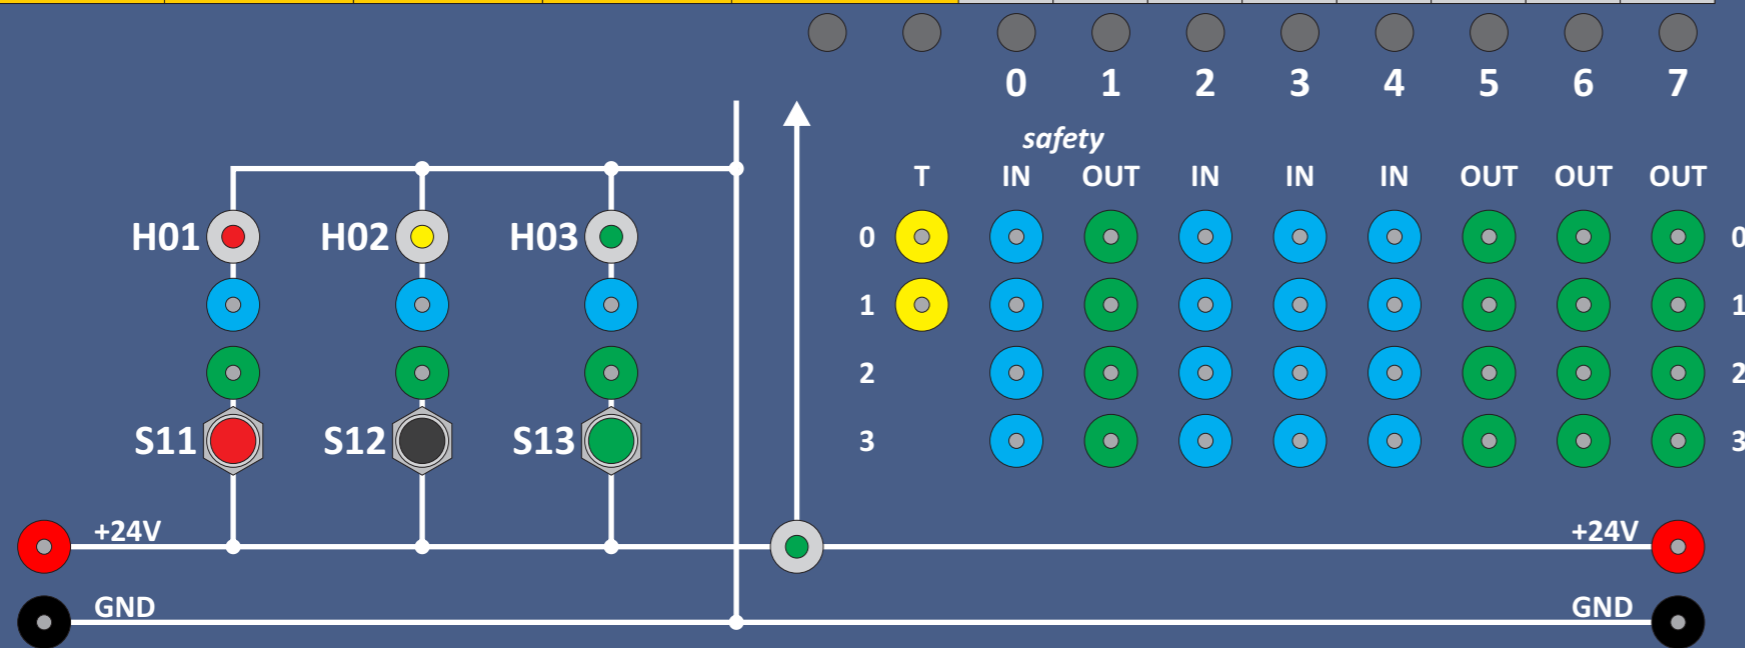 0 1 2 3 4 5 6 7
safety
T IN OUT IN IN IN OUT OUT OUT
H01 H02 H03 0 0
1 1
2 2
S11 S12 S13 3 3
+24V +24V
GND GND